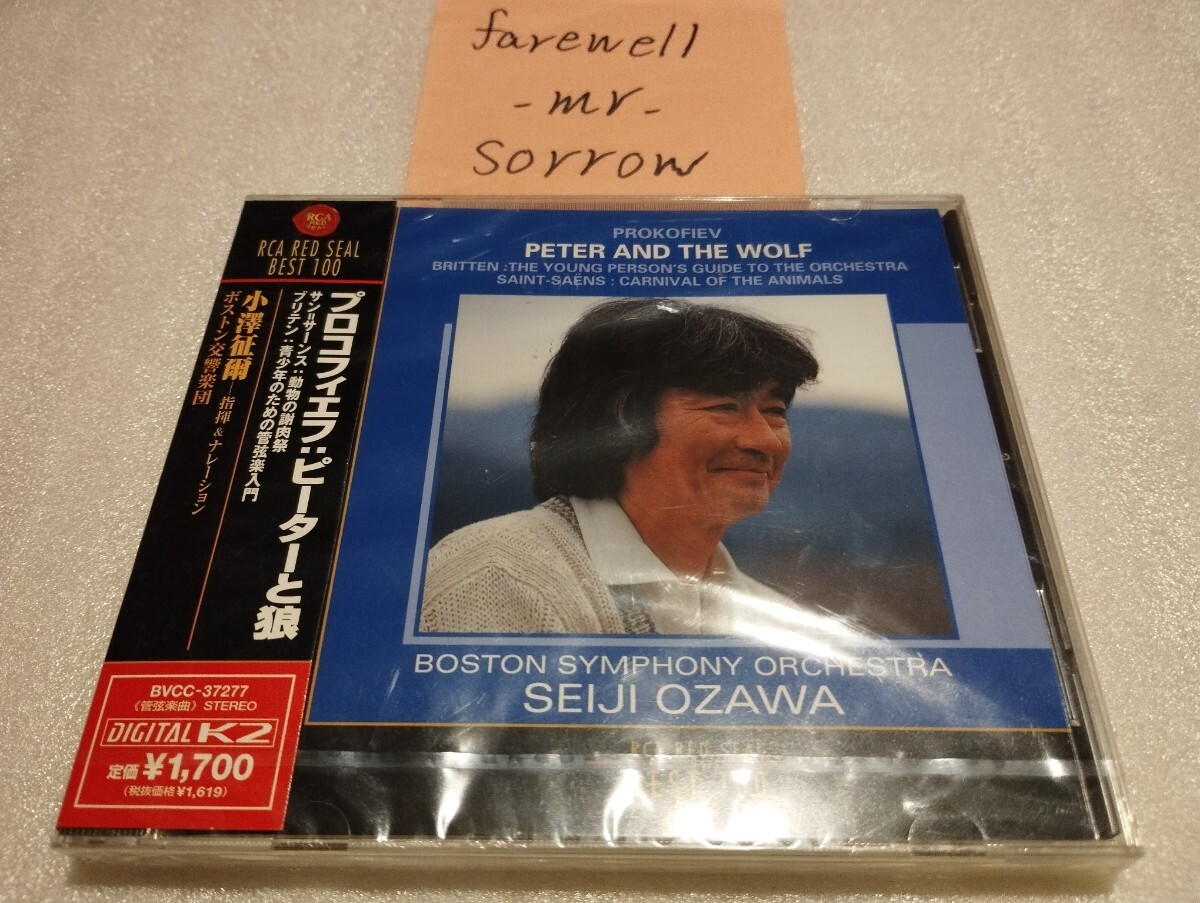 farewell
-mr-
sorrow
RCA
RED
SEAL
RCA RED SEAL
BEST 100
プロコフィエフ:ピーターと狼
サン=サーンス:動物の謝肉祭
ブリテン:青少年のための管弦楽入門
小澤征爾―指揮&ナレーション
ボストン交響楽団
BVCC-37277
《管弦楽曲》 STEREO
DIGITAL K2
定価 ¥1,700
(税抜価格¥1,619)
PROKOFIEV
PETER AND THE WOLF
BRITTEN :THE YOUNG PERSON'S GUIDE TO THE ORCHESTRA
SAINT-SAËNS : CARNIVAL OF THE ANIMALS
BOSTON SYMPHONY ORCHESTRA
SEIJI OZAWA
RCA RED SEAL